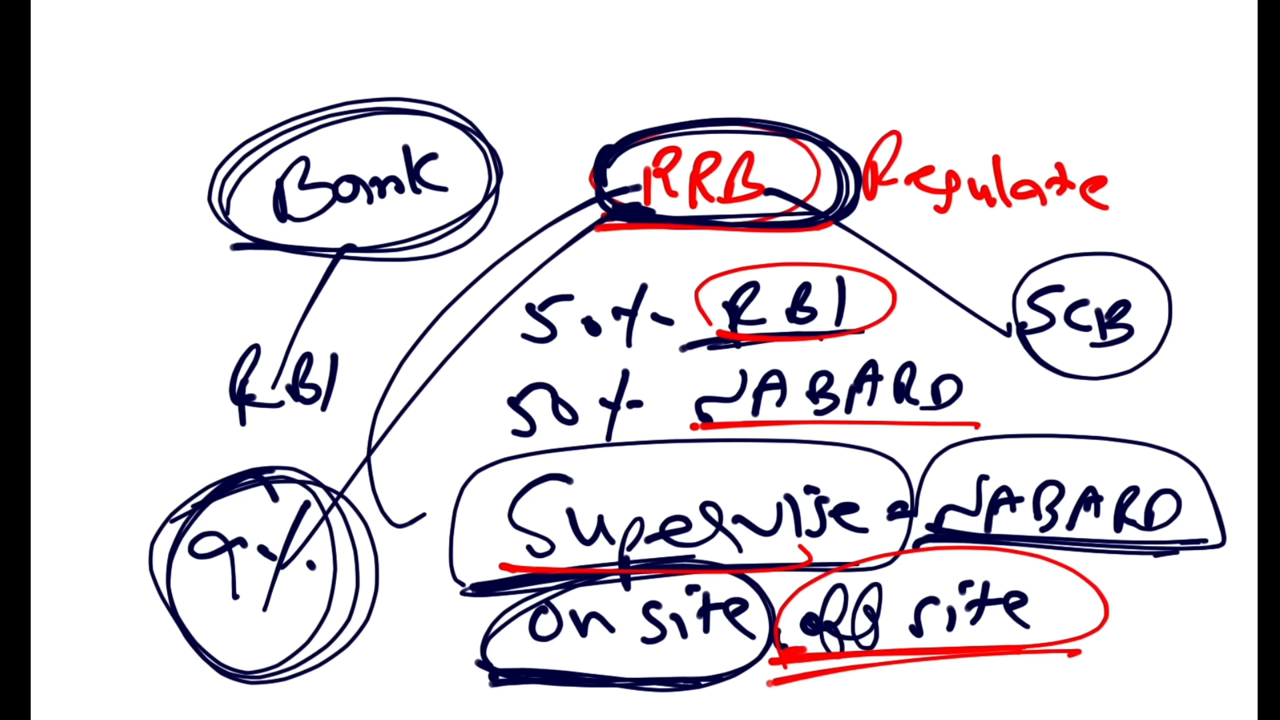 Bank RRB Regulate
50% RBI SCB
RBI
50% NABARD
Supervise = NABARD
9%
on site, off site